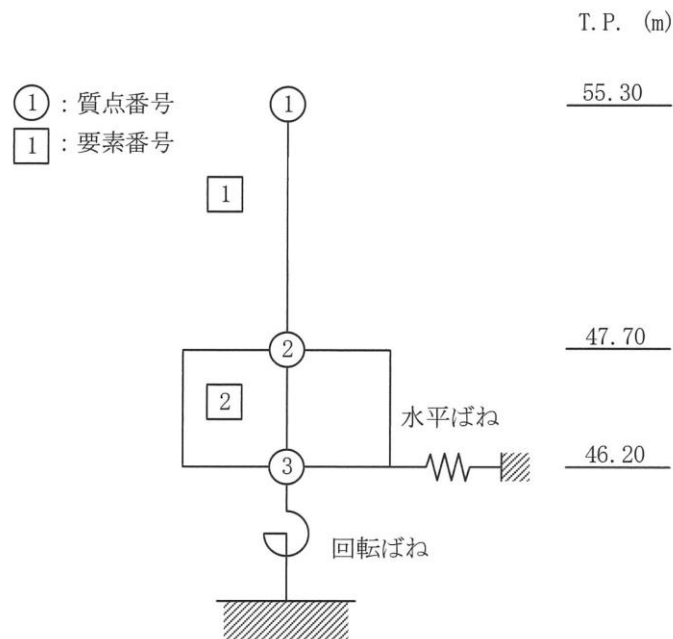 T.P. (m)
① : 質点番号
1 : 要素番号
①
55.30
1
②
47.70
2
水平ばね
③
46.20
回転ばね